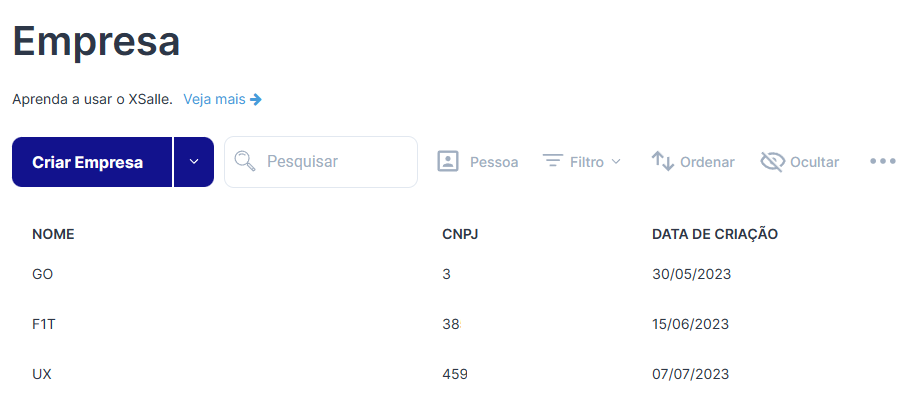 Empresa
Aprenda a usar o XSalle. Veja mais
Criar Empresa Pesquisar Pessoa Filtro Ordenar Ocultar
NOME CNPJ DATA DE CRIAÇÃO
GO 3 30/05/2023
F1T 38 15/06/2023
UX 459 07/07/2023